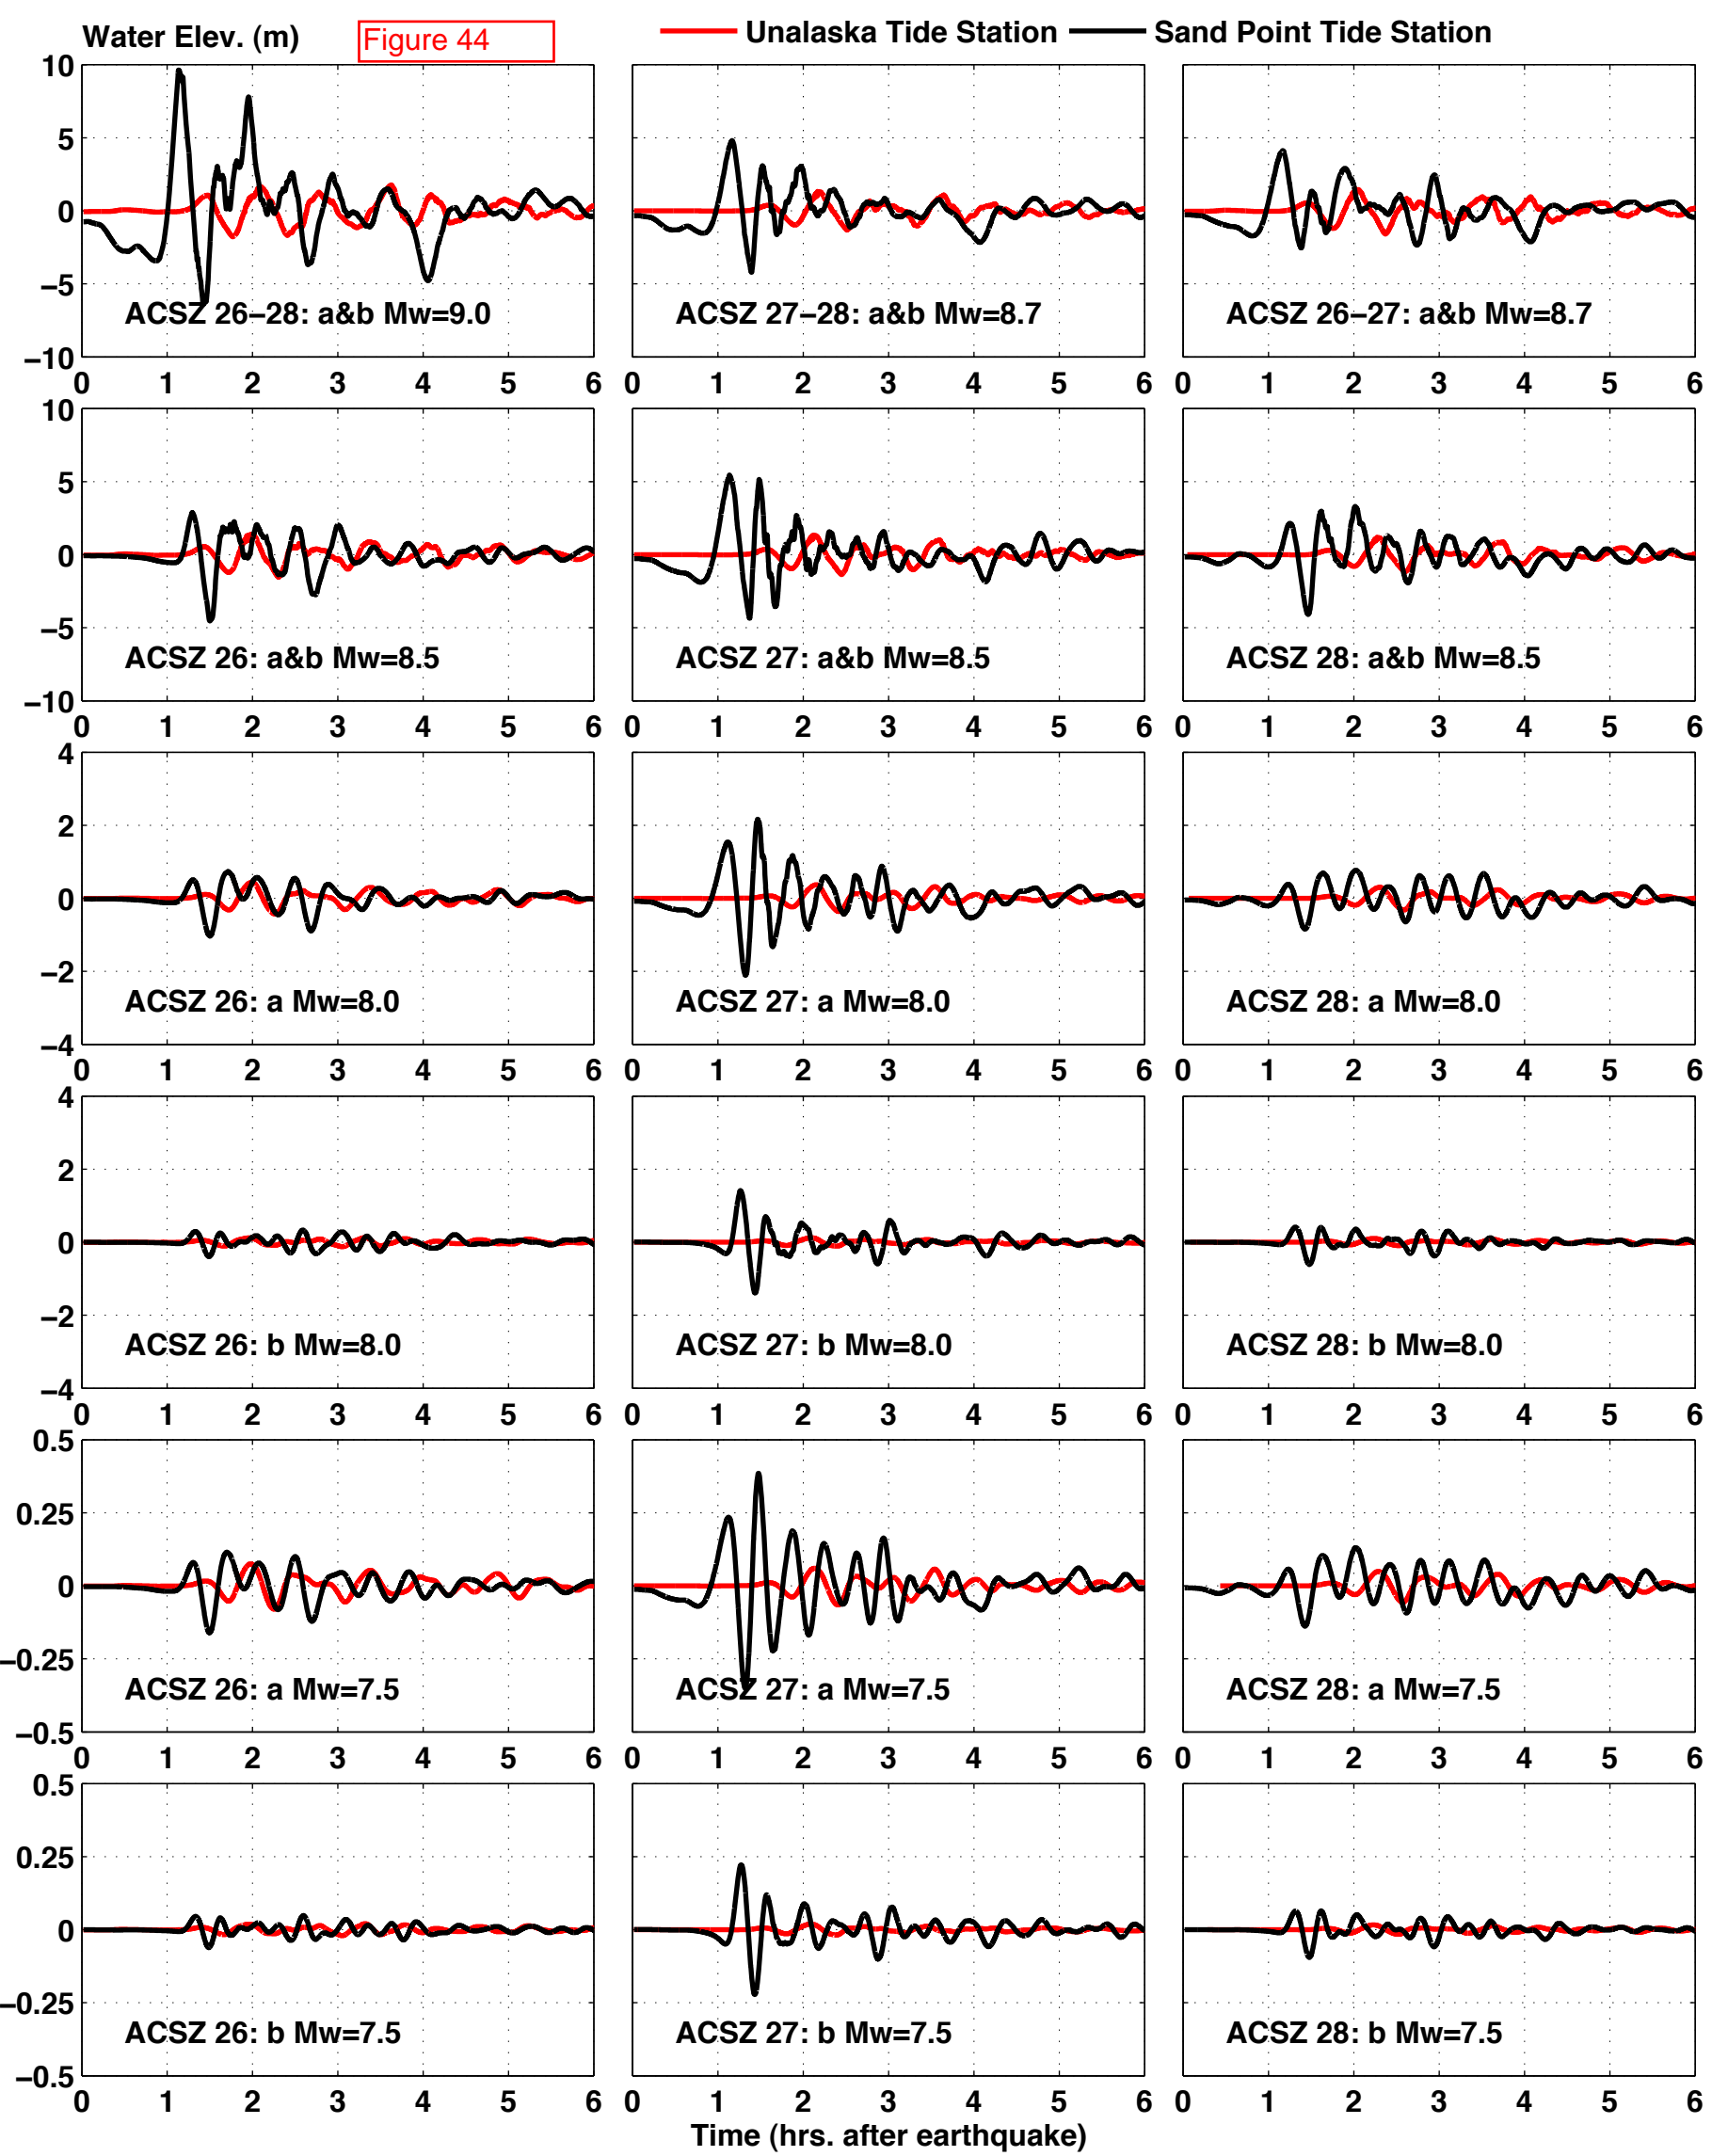 Water Elev. (m) Figure 44 Unalaska Tide Station Sand Point Tide Station
10
5
0
−5
−10
ACSZ 26−28: a&b Mw=9.0 ACSZ 27−28: a&b Mw=8.7 ACSZ 26−27: a&b Mw=8.7
0 1 2 3 4 5 6 0 1 2 3 4 5 6 0 1 2 3 4 5 6
10
5
0
−5
−10
ACSZ 26: a&b Mw=8.5 ACSZ 27: a&b Mw=8.5 ACSZ 28: a&b Mw=8.5
0 1 2 3 4 5 6 0 1 2 3 4 5 6 0 1 2 3 4 5 6
4
2
0
−2
−4
ACSZ 26: a Mw=8.0 ACSZ 27: a Mw=8.0 ACSZ 28: a Mw=8.0
0 1 2 3 4 5 6 0 1 2 3 4 5 6 0 1 2 3 4 5 6
4
2
0
−2
−4
ACSZ 26: b Mw=8.0 ACSZ 27: b Mw=8.0 ACSZ 28: b Mw=8.0
0 1 2 3 4 5 6 0 1 2 3 4 5 6 0 1 2 3 4 5 6
0.5
0.25
0
−0.25
−0.5
ACSZ 26: a Mw=7.5 ACSZ 27: a Mw=7.5 ACSZ 28: a Mw=7.5
0 1 2 3 4 5 6 0 1 2 3 4 5 6 0 1 2 3 4 5 6
0.5
0.25
0
−0.25
−0.5
ACSZ 26: b Mw=7.5 ACSZ 27: b Mw=7.5 ACSZ 28: b Mw=7.5
0 1 2 3 4 5 6 0 1 2 3 4 5 6 0 1 2 3 4 5 6
Time (hrs. after earthquake)